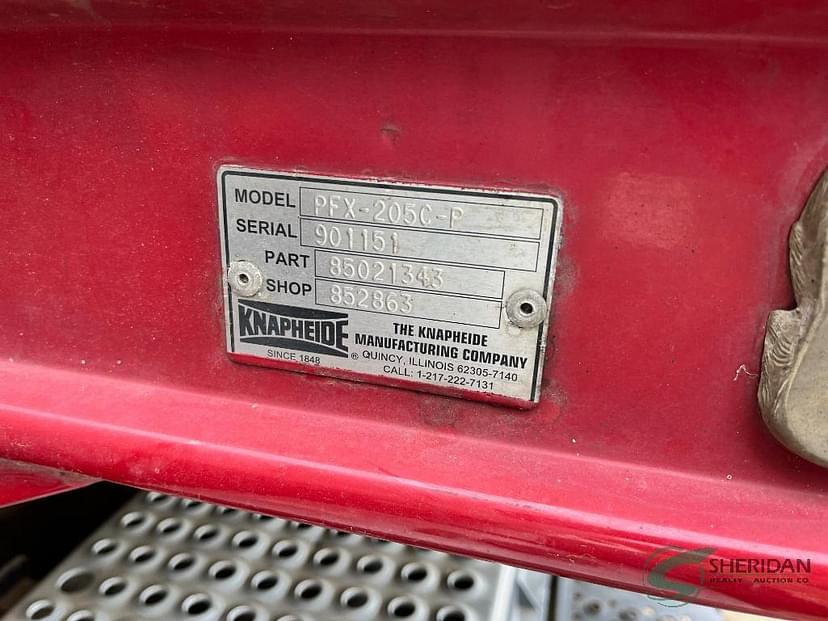 MODEL PFX-205C-P
SERIAL 901151
PART 85021343
SHOP 852863
KNAPHEIDE
SINCE 1848
®
THE KNAPHEIDE
MANUFACTURING COMPANY
QUINCY, ILLINOIS 62305-7140
CALL: 1-217-222-7131
SHERIDAN
REALTY AUCTION CO